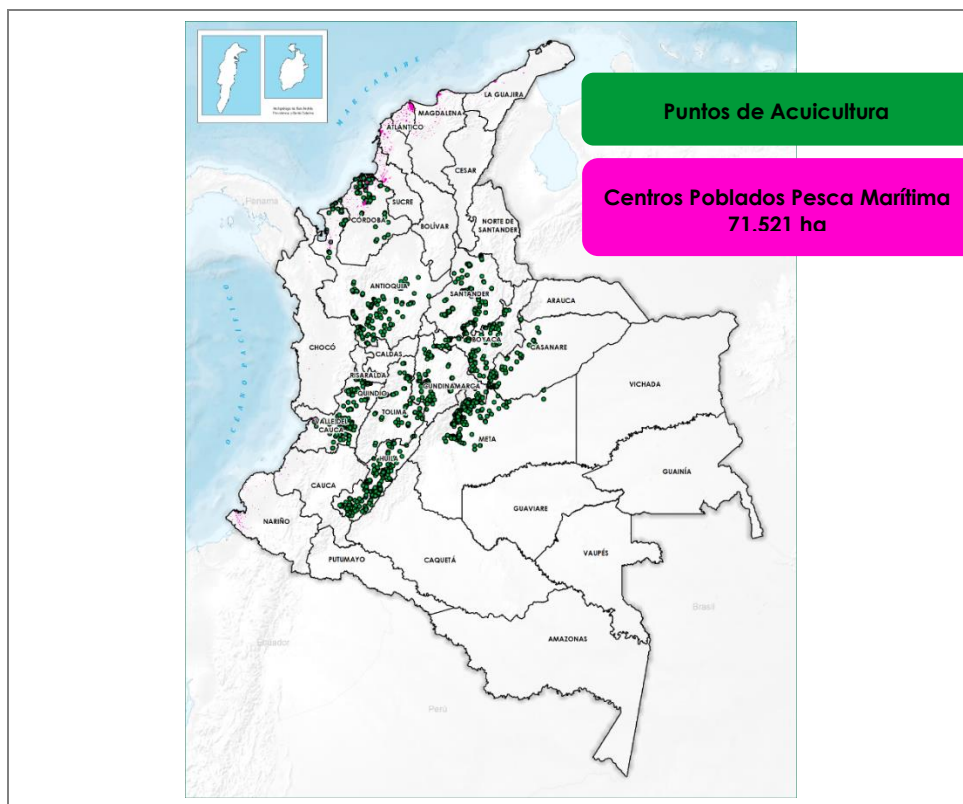 MAR CARIBE
LA GUAJIRA
MAGDALENA
ATLÁNTICO
CESAR
Puntos de Acuicultura
Centros Poblados Pesca Marítima
71.521 ha
Panamá
SUCRE
CÓRDOBA
BOLÍVAR
NORTE DE
SANTANDER
ANTIOQUIA
SANTANDER
ARAUCA
OCÉANO PACÍFICO
CHOCÓ
BOYACÁ
CASANARE
CALDAS
RISARALDA
CUNDINAMARCA
VICHADA
QUINDÍO
TOLIMA
VALLE DEL
CAUCA
META
HUILA
GUAINÍA
CAUCA
GUAVIARE
NARIÑO
VAUPÉS
PUTUMAYO
CAQUETÁ
Brasil
Ecuador
AMAZONAS
Perú